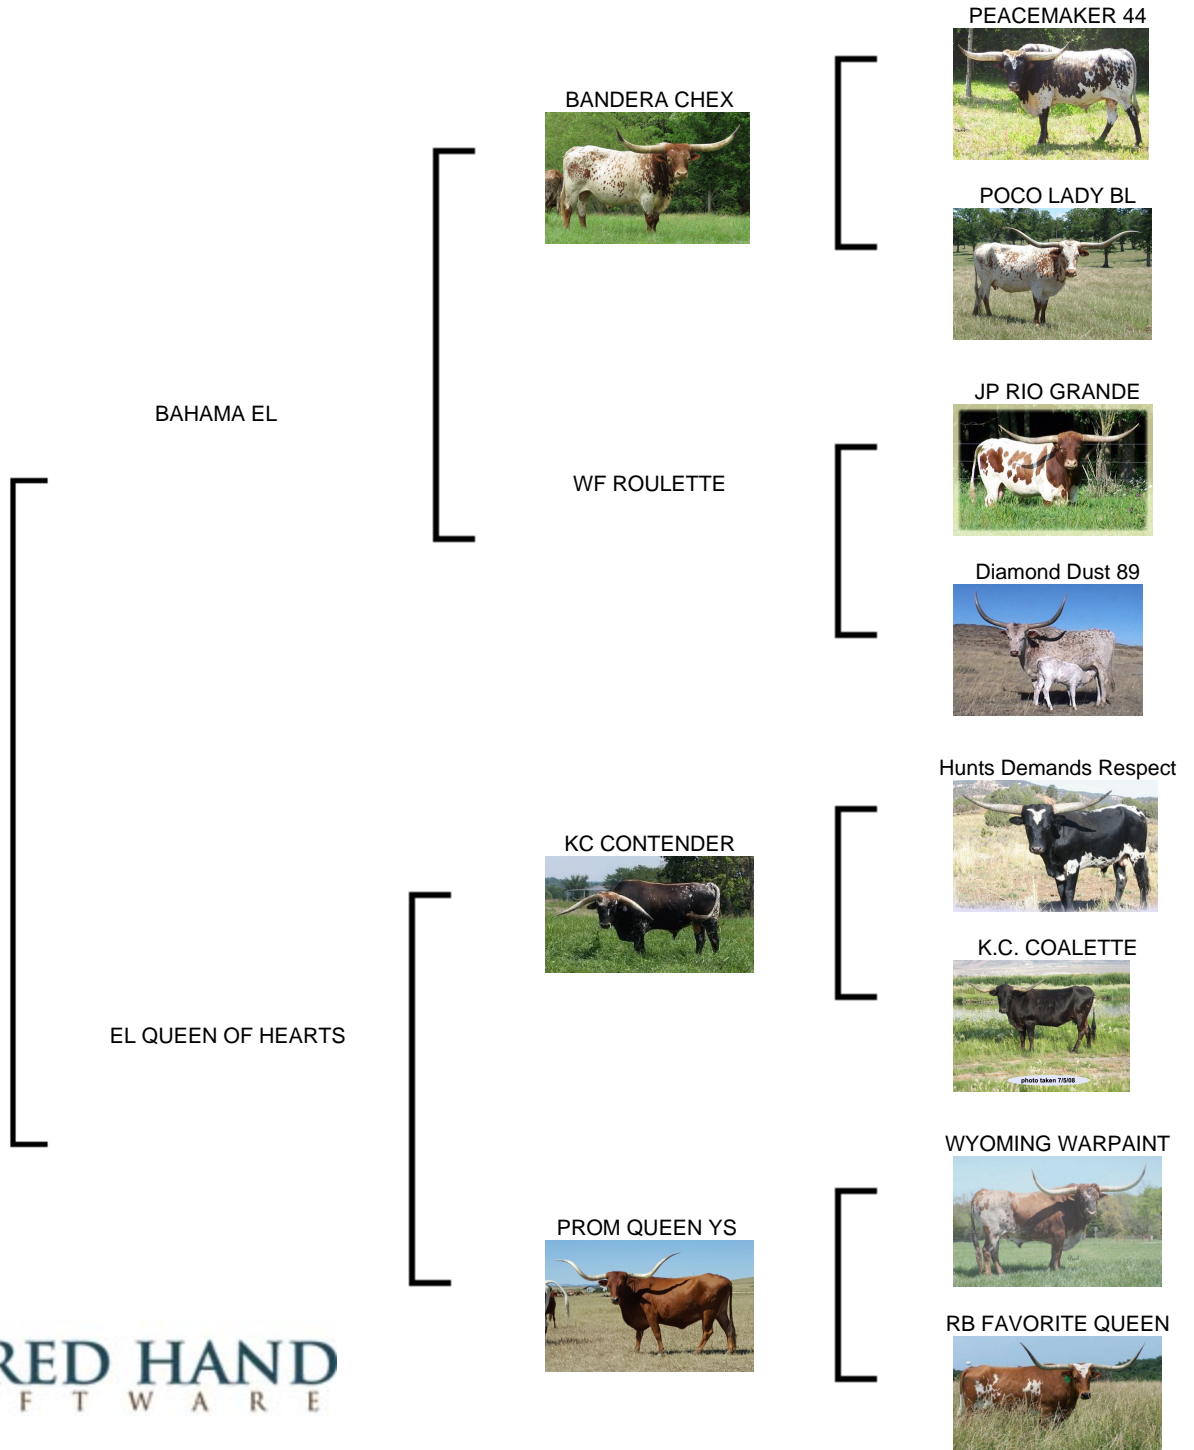 PEACEMAKER 44
BANDERA CHEX
POCO LADY BL
JP RIO GRANDE
BAHAMA EL
WF ROULETTE
Diamond Dust 89
Hunts Demands Respect
KC CONTENDER
K.C. COALETTE
photo taken 7/5/08
EL QUEEN OF HEARTS
WYOMING WARPAINT
PROM QUEEN YS
RB FAVORITE QUEEN
RED HAND
F T W A R E